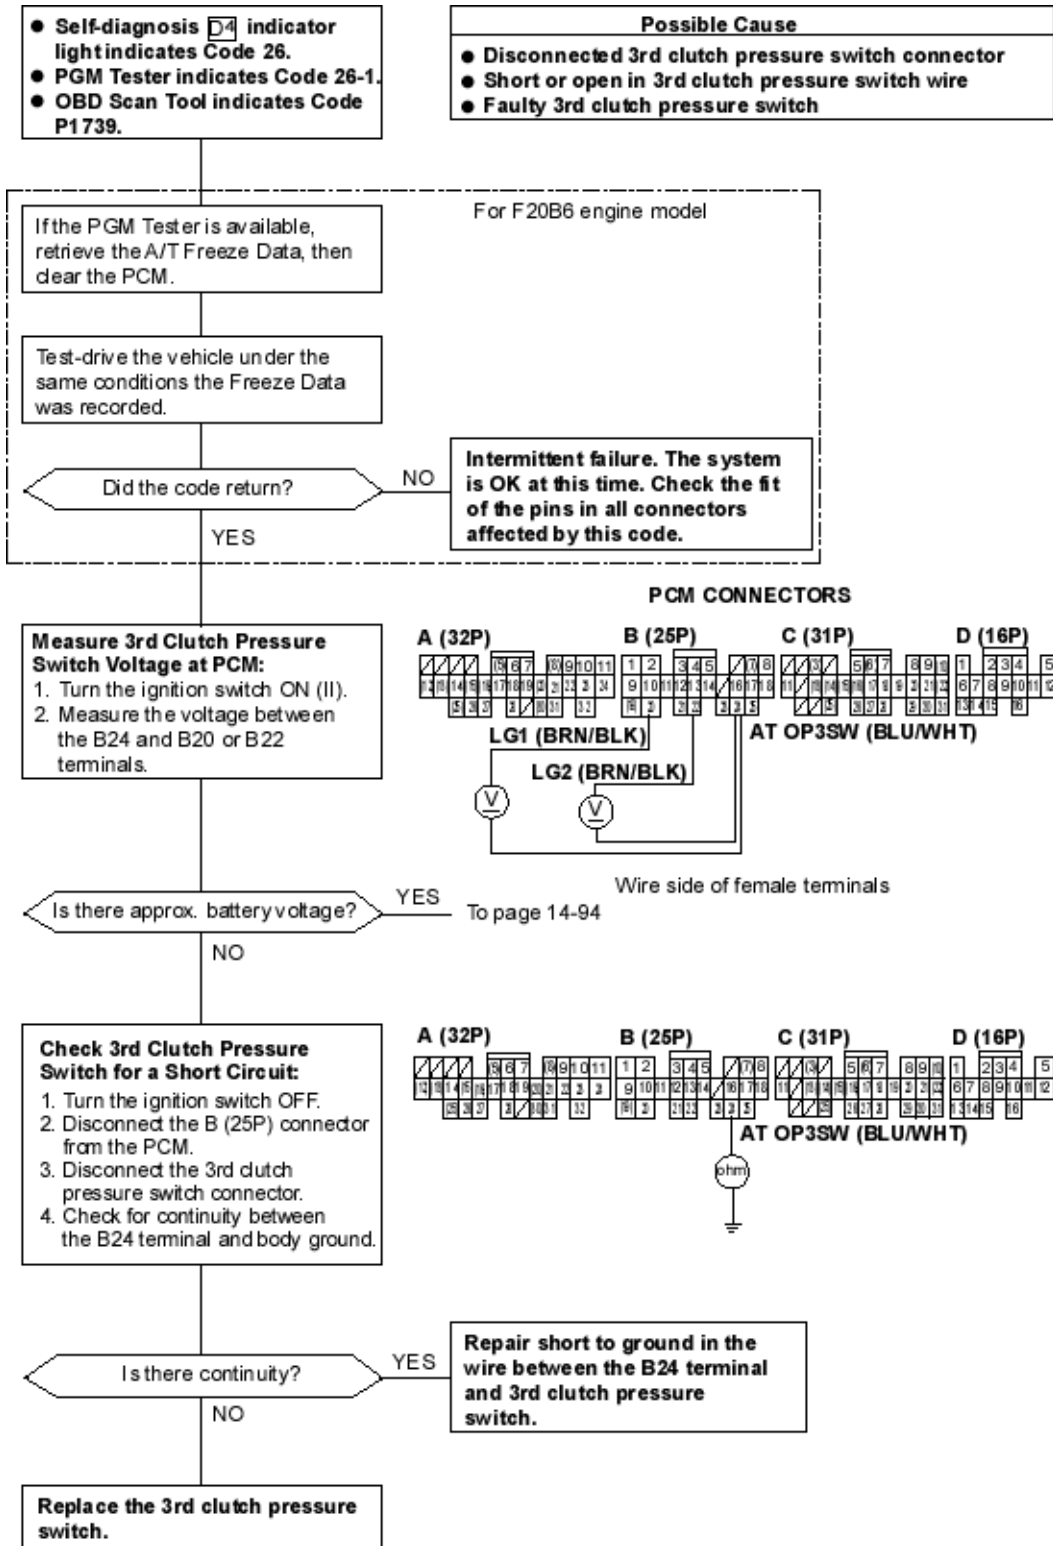 ● Self-diagnosis D4 indicator
light indicates Code 26.
● PGM Tester indicates Code 26-1.
● OBD Scan Tool indicates Code
P1739.
Possible Cause
● Disconnected 3rd clutch pressure switch connector
● Short or open in 3rd clutch pressure switch wire
● Faulty 3rd clutch pressure switch
For F20B6 engine model
If the PGM Tester is available,
retrieve the A/T Freeze Data, then
clear the PCM.
Test-drive the vehicle under the
same conditions the Freeze Data
was recorded.
Did the code return?
NO
Intermittent failure. The system
is OK at this time. Check the fit
of the pins in all connectors
affected by this code.
YES
PCM CONNECTORS
Measure 3rd Clutch Pressure
Switch Voltage at PCM:
1. Turn the ignition switch ON (II).
2. Measure the voltage between
the B24 and B20 or B22
terminals.
A (32P) B (25P) C (31P) D (16P)
LG1 (BRN/BLK)
AT OP3SW (BLU/WHT)
LG2 (BRN/BLK)
V
V
Wire side of female terminals
Is there approx. battery voltage?
YES
To page 14-94
NO
Check 3rd Clutch Pressure
Switch for a Short Circuit:
1. Turn the ignition switch OFF.
2. Disconnect the B (25P) connector
from the PCM.
3. Disconnect the 3rd clutch
pressure switch connector.
4. Check for continuity between
the B24 terminal and body ground.
A (32P) B (25P) C (31P) D (16P)
AT OP3SW (BLU/WHT)
ohm
Is there continuity?
YES
Repair short to ground in the
wire between the B24 terminal
and 3rd clutch pressure
switch.
NO
Replace the 3rd clutch pressure
switch.